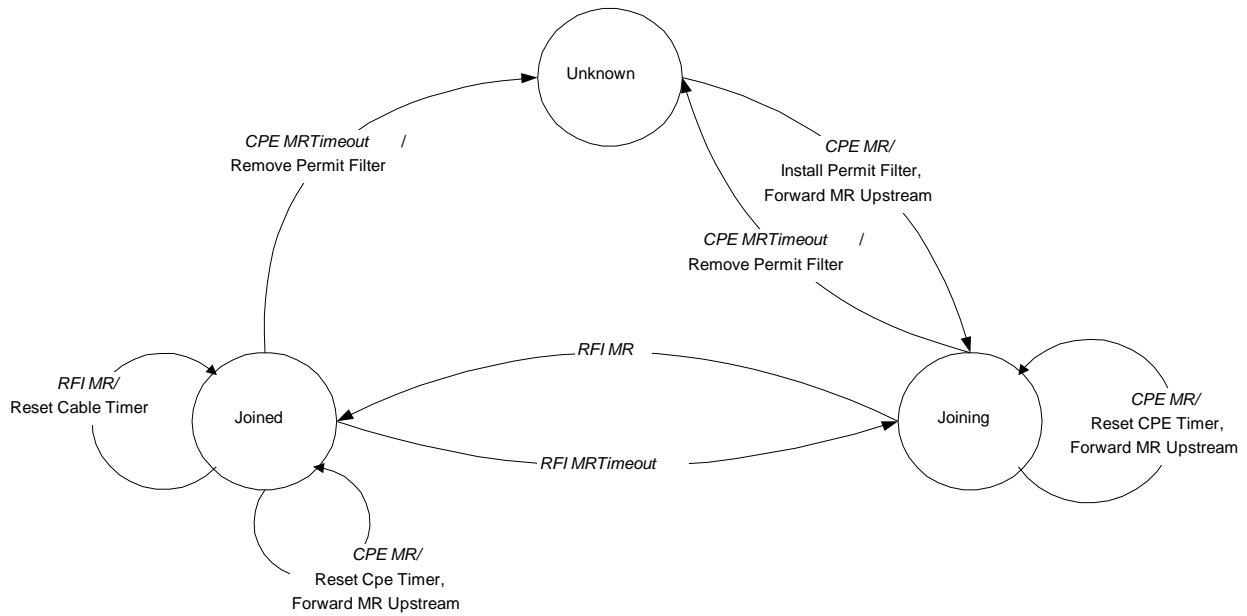 Unknown
CPE MRTimeout /
Remove Permit Filter
CPE MR/
Install Permit Filter,
Forward MR Upstream
CPE MRTimeout /
Remove Permit Filter
RFI MR
RFI MR/
Reset Cable Timer
Joined
Joining
CPE MR/
Reset CPE Timer,
Forward MR Upstream
RFI MRTimeout
CPE MR/
Reset Cpe Timer,
Forward MR Upstream